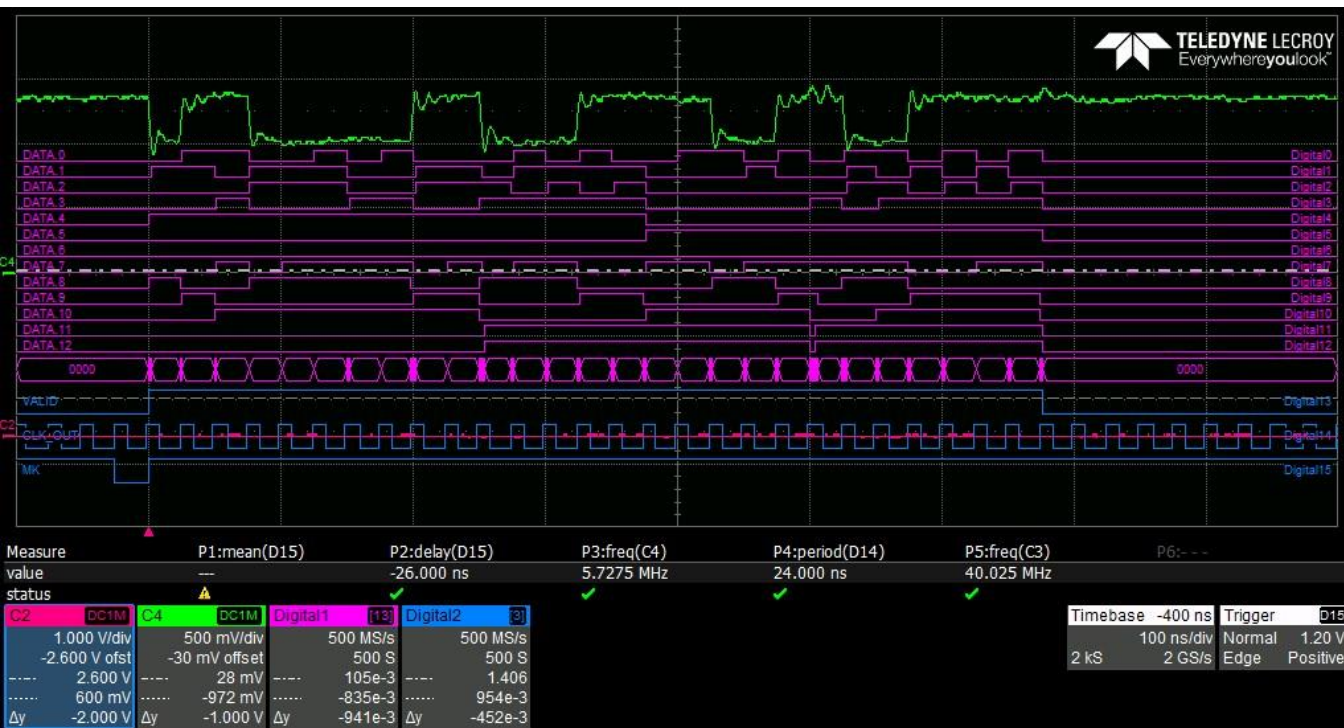 TELEDYNE LECROY
Everywhereyoulook™
DATA.0 Digital0
DATA.1 Digital1
DATA.2 Digital2
DATA.3 Digital3
DATA.4 Digital4
DATA.5 Digital5
DATA.6 Digital6
C4 DATA.7 Digital7
DATA.8 Digital8
DATA.9 Digital9
DATA.10 Digital10
DATA.11 Digital11
DATA.12 Digital12
0000 0000
VALID Digital13
C2 CLK_OUT Digital14
MK Digital15
Measure P1:mean(D15) P2:delay(D15) P3:freq(C4) P4:period(D14) P5:freq(C3) P6:- - -
value --- -26.000 ns 5.7275 MHz 24.000 ns 40.025 MHz
status
C2 DC1M C4 DC1M Digital1 [13] Digital2 [3] Timebase -400 ns Trigger D15
1.000 V/div 500 mV/div 500 MS/s 500 MS/s 100 ns/div Normal 1.20 V
-2.600 V ofst -30 mV offset 500 S 500 S 2 kS 2 GS/s Edge Positive
2.600 V 28 mV 105e-3 1.406
600 mV -972 mV -835e-3 954e-3
Δy -2.000 V Δy -1.000 V Δy -941e-3 Δy -452e-3